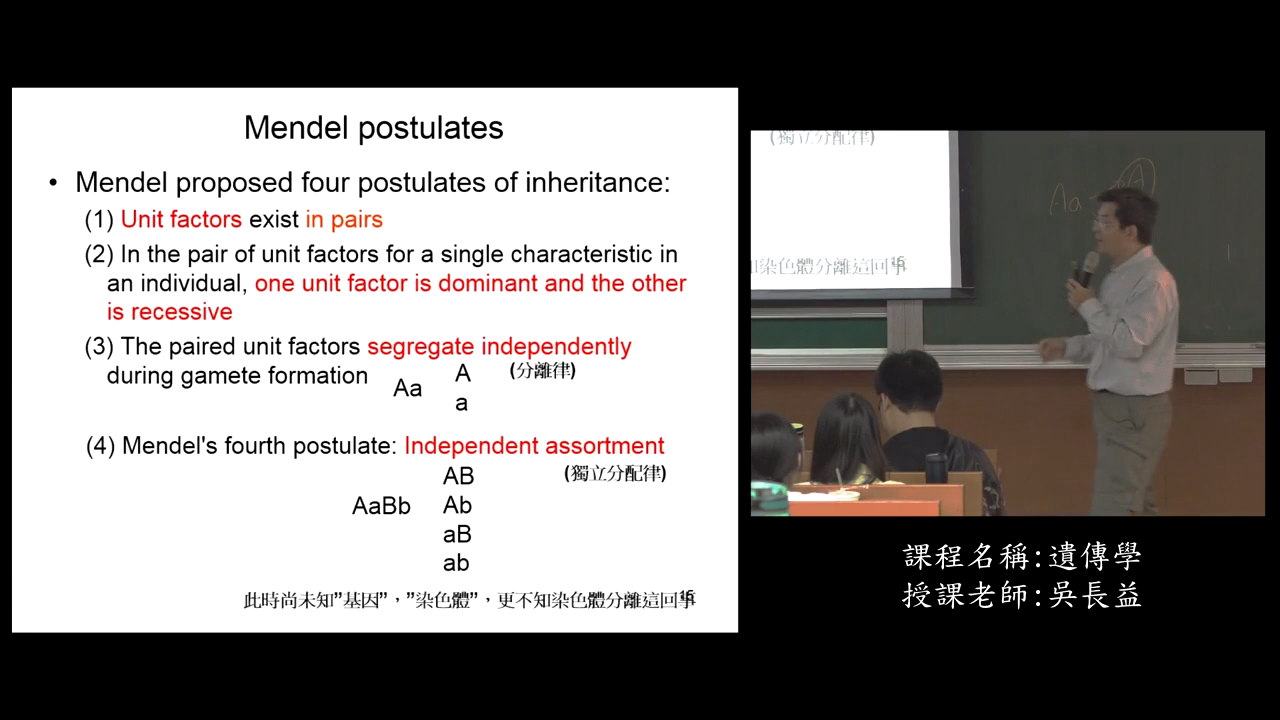 Mendel postulates
• Mendel proposed four postulates of inheritance:
(1) Unit factors exist in pairs
(2) In the pair of unit factors for a single characteristic in
an individual, one unit factor is dominant and the other
is recessive
(3) The paired unit factors segregate independently
during gamete formation
(分離律)
Aa
A
a
(4) Mendel's fourth postulate: Independent assortment
(獨立分配律)
AaBb
AB
Ab
aB
ab
此時尚未知"基因"，"染色體"，更不知染色體分離這回事
15
(獨立分配律)
染色體分離這回事
15
Aa
A
課程名稱:遺傳學
授課老師:吳長益